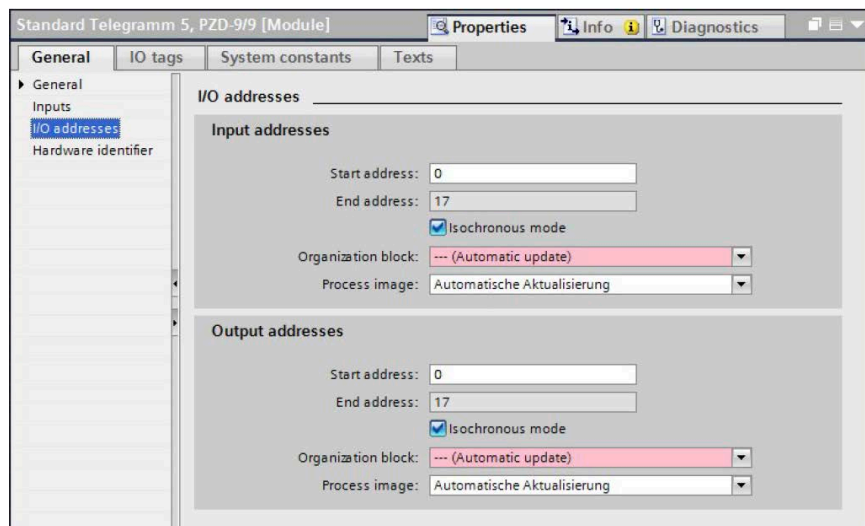 Standard Telegramm 5, PZD-9/9 [Module]
Properties
Info
Diagnostics
General
IO tags
System constants
Texts
General
Inputs
I/O addresses
Hardware identifier
I/O addresses
Input addresses
Start address: 0
End address: 17
Isochronous mode
Organization block: --- (Automatic update)
Process image: Automatische Aktualisierung
Output addresses
Start address: 0
End address: 17
Isochronous mode
Organization block: --- (Automatic update)
Process image: Automatische Aktualisierung